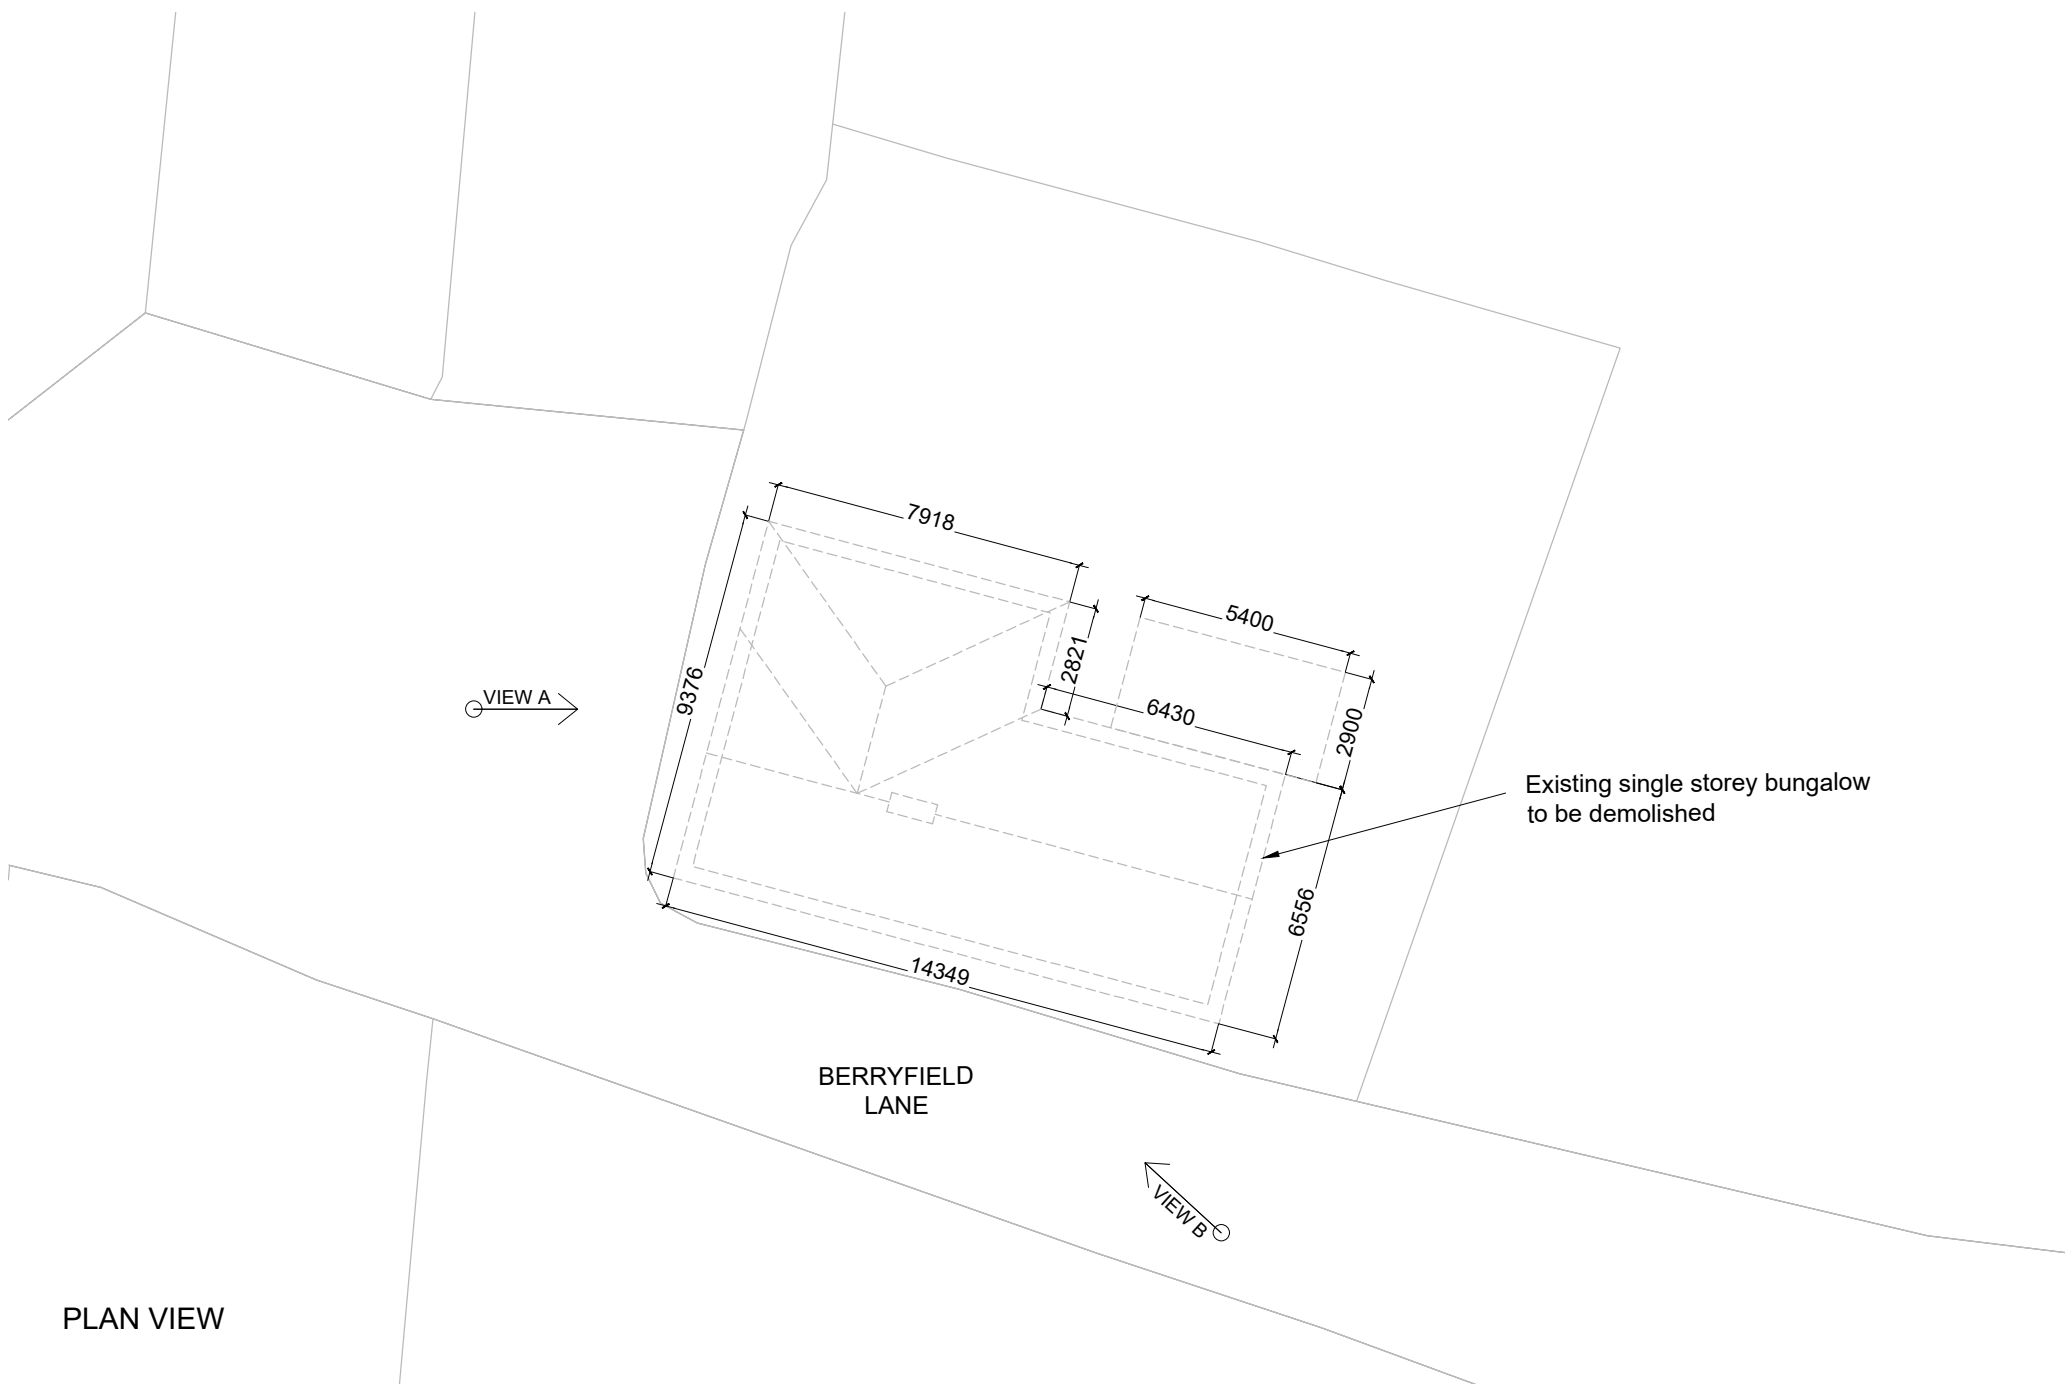 7918
5400
2821
9376
VIEW A
6430
2900
Existing single storey bungalow
to be demolished
6556
14349
BERRYFIELD
LANE
VIEW B
PLAN VIEW